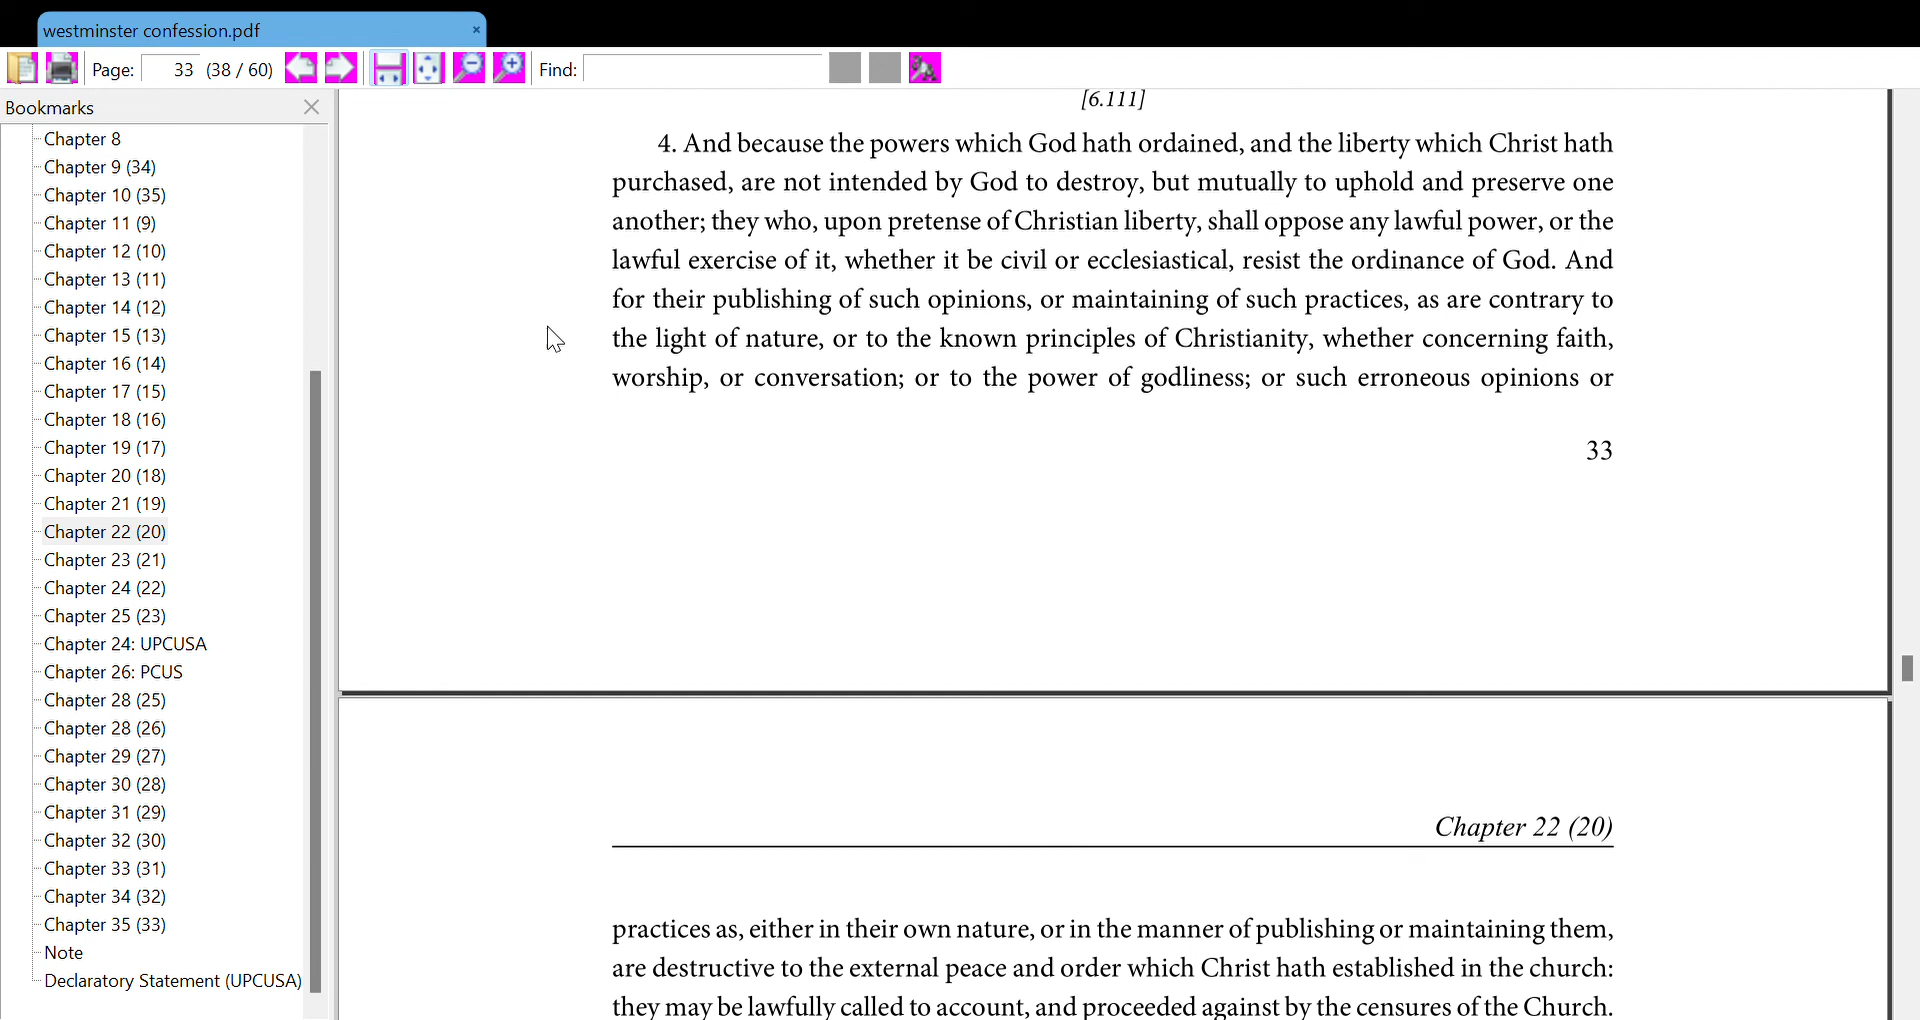 westminster confession.pdf
Page: 33 (38 / 60) Find:
Bookmarks
Chapter 8
Chapter 9 (34)
Chapter 10 (35)
Chapter 11 (9)
Chapter 12 (10)
Chapter 13 (11)
Chapter 14 (12)
Chapter 15 (13)
Chapter 16 (14)
Chapter 17 (15)
Chapter 18 (16)
Chapter 19 (17)
Chapter 20 (18)
Chapter 21 (19)
Chapter 22 (20)
Chapter 23 (21)
Chapter 24 (22)
Chapter 25 (23)
Chapter 24: UPCUSA
Chapter 26: PCUS
Chapter 28 (25)
Chapter 28 (26)
Chapter 29 (27)
Chapter 30 (28)
Chapter 31 (29)
Chapter 32 (30)
Chapter 33 (31)
Chapter 34 (32)
Chapter 35 (33)
Note
Declaratory Statement (UPCUSA)
[6.111]
4. And because the powers which God hath ordained, and the liberty which Christ hath
purchased, are not intended by God to destroy, but mutually to uphold and preserve one
another; they who, upon pretense of Christian liberty, shall oppose any lawful power, or the
lawful exercise of it, whether it be civil or ecclesiastical, resist the ordinance of God. And
for their publishing of such opinions, or maintaining of such practices, as are contrary to
the light of nature, or to the known principles of Christianity, whether concerning faith,
worship, or conversation; or to the power of godliness; or such erroneous opinions or
33
Chapter 22 (20)
practices as, either in their own nature, or in the manner of publishing or maintaining them,
are destructive to the external peace and order which Christ hath established in the church:
they may be lawfully called to account, and proceeded against by the censures of the Church.